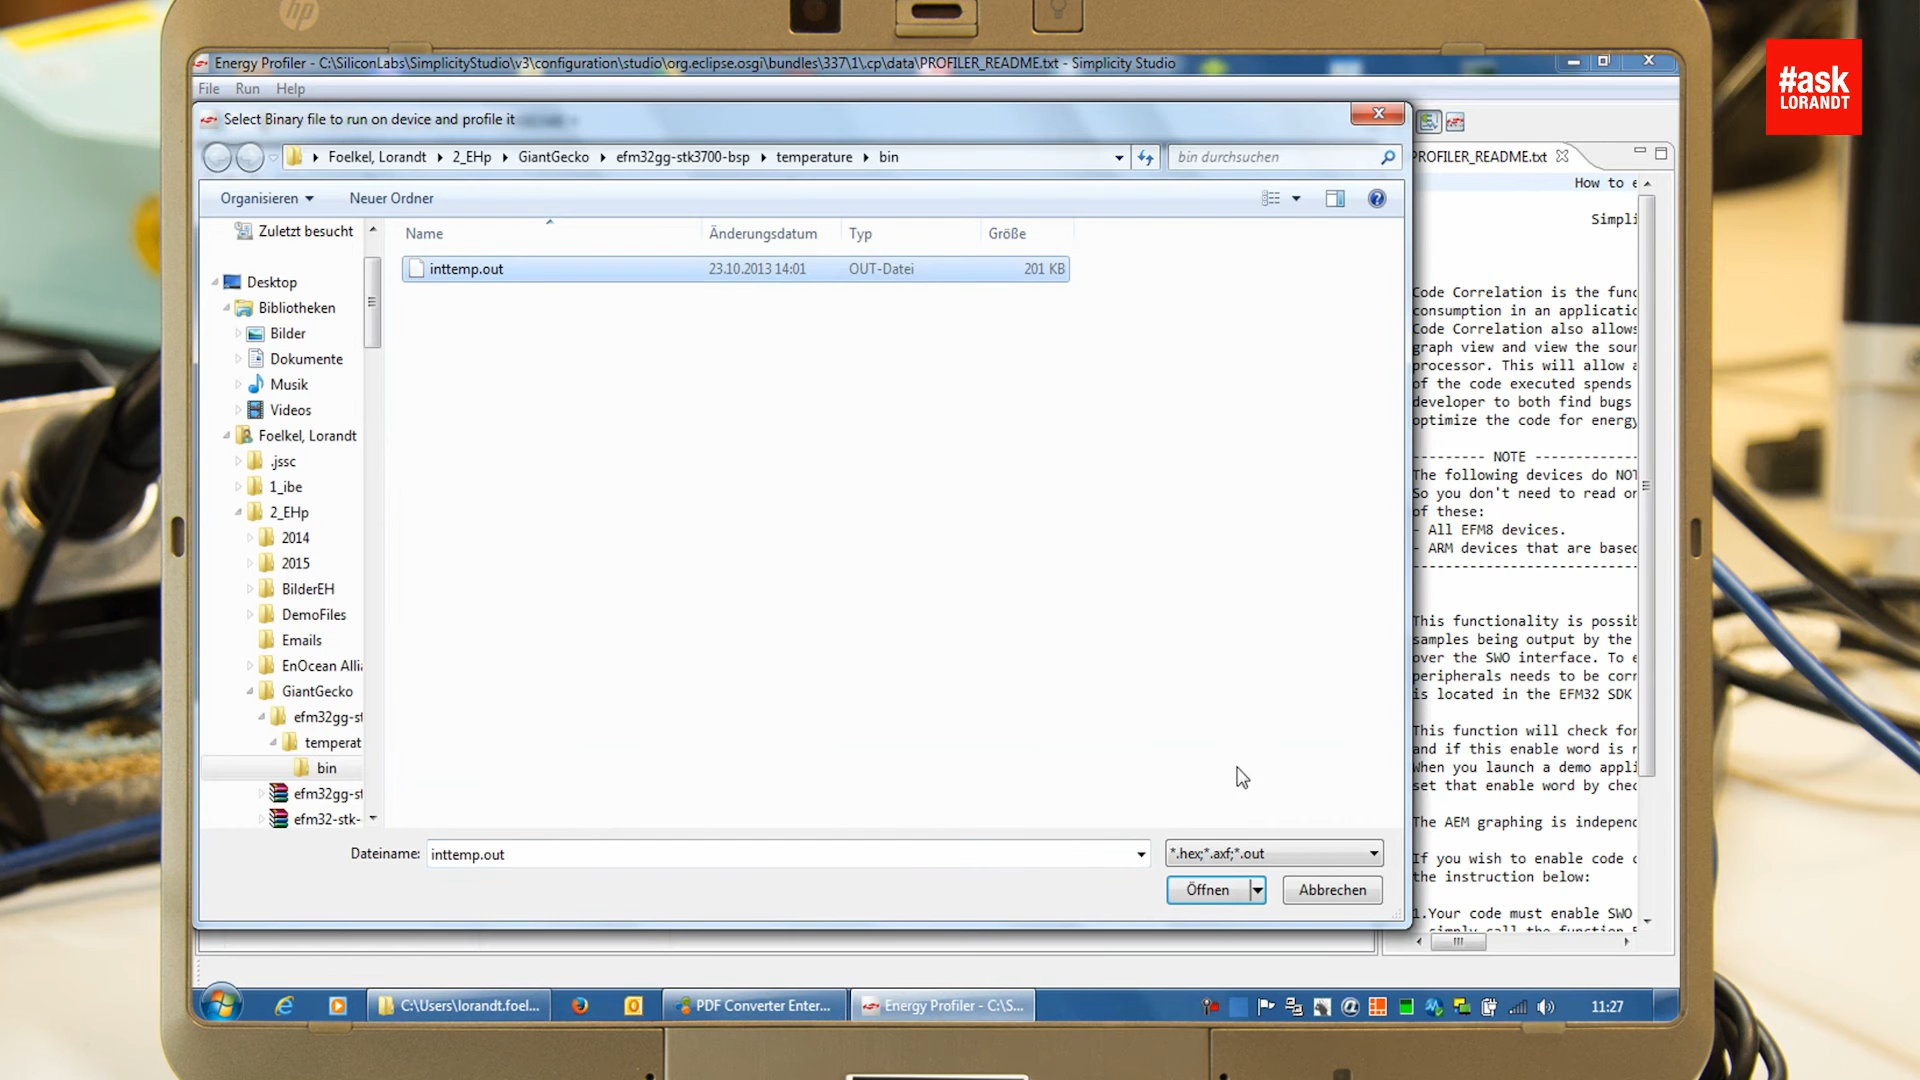 hp
#ask
LORANDT
Energy Profiler - C:\SiliconLabs\SimplicityStudio\v3\configuration\studio\org.eclipse.osgi\bundles\337\1\.cp\data\PROFILER_README.txt - Simplicity Studio
File Run Help
Select Binary file to run on device and profile it
Foelkel, Lorandt 2_EHp GiantGecko efm32gg-stk3700-bsp temperature bin
bin durchsuchen
Organisieren Neuer Ordner
Name Änderungsdatum Typ Größe
inttemp.out 23.10.2013 14:01 OUT-Datei 201 KB
Zuletzt besucht
Desktop
Bibliotheken
Bilder
Dokumente
Musik
Videos
Foelkel, Lorandt
.jssc
1_ibe
2_EHp
2014
2015
BilderEH
DemoFiles
Emails
EnOcean Alli
GiantGecko
efm32gg-st
temperat
bin
efm32gg-st
efm32-stk-
Dateiname: inttemp.out
*.hex;*.axf;*.out
Öffnen Abbrechen
PROFILER_README.txt
How to e
Simpli
Code Correlation is the func
consumption in an applicatic
Code Correlation also allows
graph view and view the sour
processor. This will allow a
of the code executed spends
developer to both find bugs
optimize the code for energy
--------- NOTE -------------
The following devices do NOT
So you don't need to read or
of these:
- All EFM8 devices.
- ARM devices that are based
----------------------------
This functionality is possib
samples being output by the
over the SWO interface. To e
peripherals needs to be corr
is located in the EFM32 SDK
This function will check for
and if this enable word is n
When you launch a demo appli
set that enable word by chec
The AEM graphing is independ
If you wish to enable code c
the instruction below:
1.Your code must enable SWO
simply call the function
C:\Users\lorandt.foel...
PDF Converter Enter...
Energy Profiler - C:\S...
11:27